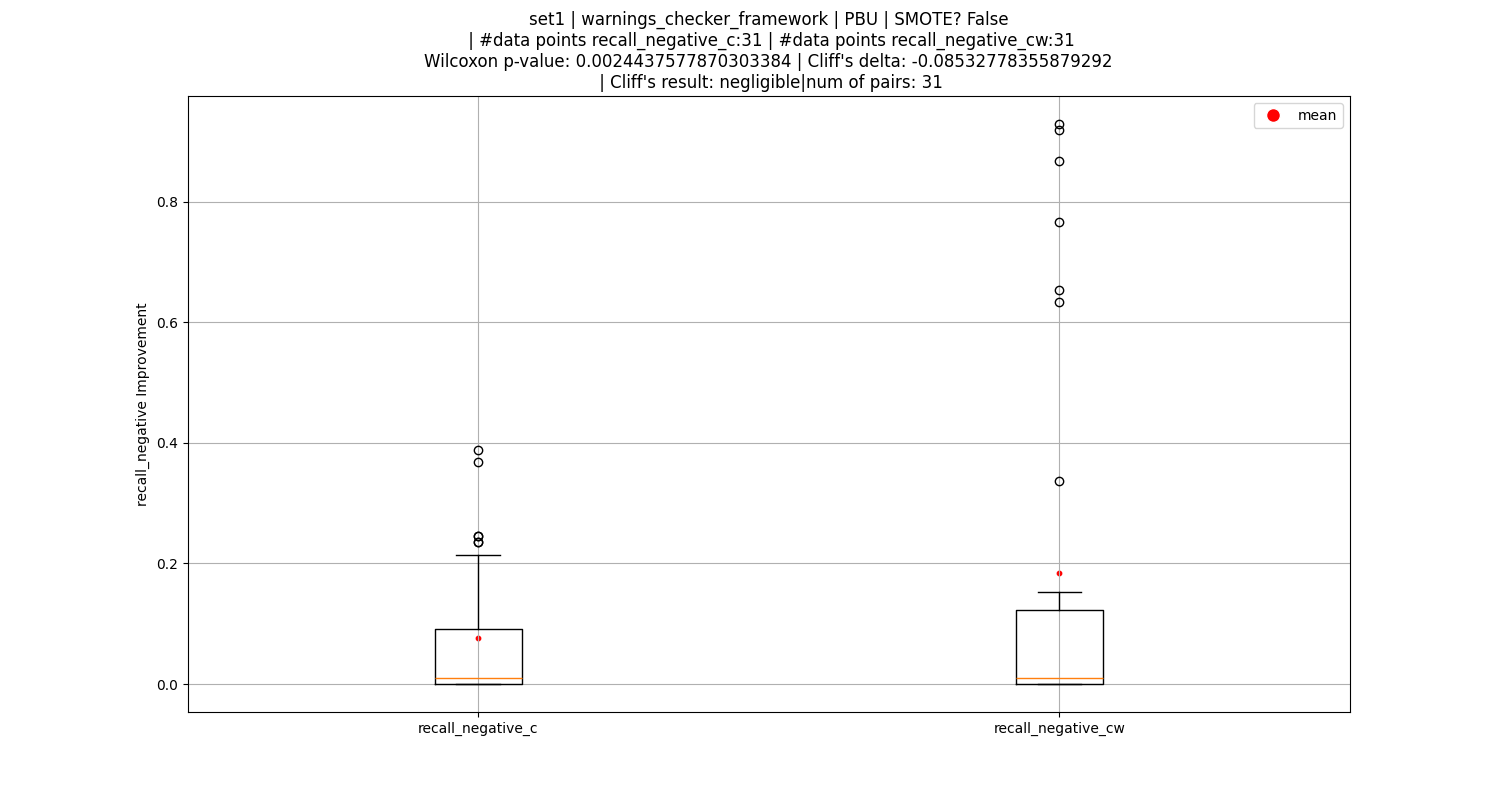 set1 | warnings_checker_framework | PBU | SMOTE? False
| #data points recall_negative_c:31 | #data points recall_negative_cw:31
Wilcoxon p-value: 0.0024437577870303384 | Cliff's delta: -0.08532778355879292
| Cliff's result: negligible|num of pairs: 31
mean
0.8
0.6
0.4
0.2
0.0
recall_negative Improvement
recall_negative_c
recall_negative_cw